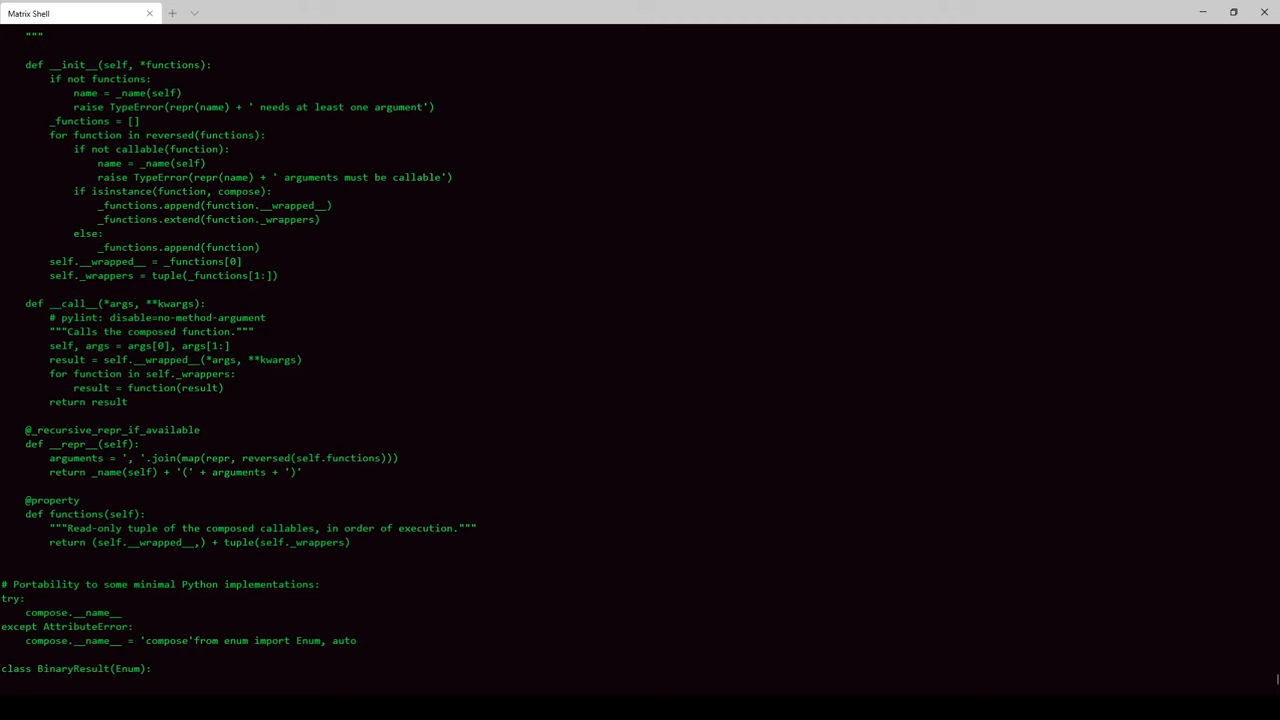 Matrix Shell
    """
    def __init__(self, *functions):
        if not functions:
            name = _name(self)
            raise TypeError(repr(name) + ' needs at least one argument')
        _functions = []
        for function in reversed(functions):
            if not callable(function):
                name = _name(self)
                raise TypeError(repr(name) + ' arguments must be callable')
            if isinstance(function, compose):
                _functions.append(function.__wrapped__)
                _functions.extend(function._wrappers)
            else:
                _functions.append(function)
        self.__wrapped__ = _functions[0]
        self._wrappers = tuple(_functions[1:])
    def __call__(*args, **kwargs):
        # pylint: disable=no-method-argument
        """Calls the composed function."""
        self, args = args[0], args[1:]
        result = self.__wrapped__(*args, **kwargs)
        for function in self._wrappers:
            result = function(result)
        return result
    @_recursive_repr_if_available
    def __repr__(self):
        arguments = ', '.join(map(repr, reversed(self.functions)))
        return _name(self) + '(' + arguments + ')'
    @property
    def functions(self):
        """Read-only tuple of the composed callables, in order of execution."""
        return (self.__wrapped__,) + tuple(self._wrappers)
# Portability to some minimal Python implementations:
try:
    compose.__name__
except AttributeError:
    compose.__name__ = 'compose'from enum import Enum, auto
class BinaryResult(Enum):